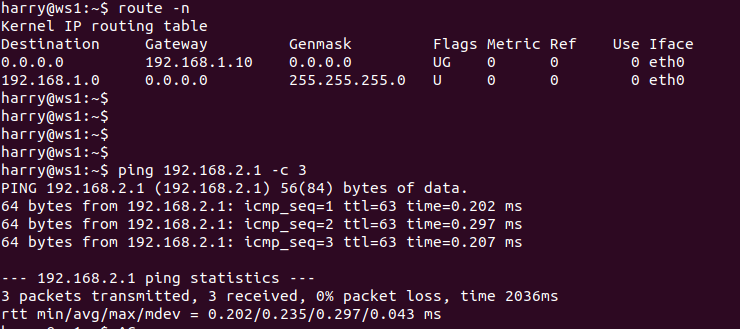 harry@ws1:~$ route -n
Kernel IP routing table
Destination     Gateway         Genmask         Flags Metric Ref    Use Iface
0.0.0.0         192.168.1.10    0.0.0.0         UG    0      0        0 eth0
192.168.1.0     0.0.0.0         255.255.255.0   U     0      0        0 eth0
harry@ws1:~$
harry@ws1:~$
harry@ws1:~$
harry@ws1:~$
harry@ws1:~$ ping 192.168.2.1 -c 3
PING 192.168.2.1 (192.168.2.1) 56(84) bytes of data.
64 bytes from 192.168.2.1: icmp_seq=1 ttl=63 time=0.202 ms
64 bytes from 192.168.2.1: icmp_seq=2 ttl=63 time=0.297 ms
64 bytes from 192.168.2.1: icmp_seq=3 ttl=63 time=0.207 ms
--- 192.168.2.1 ping statistics ---
3 packets transmitted, 3 received, 0% packet loss, time 2036ms
rtt min/avg/max/mdev = 0.202/0.235/0.297/0.043 ms